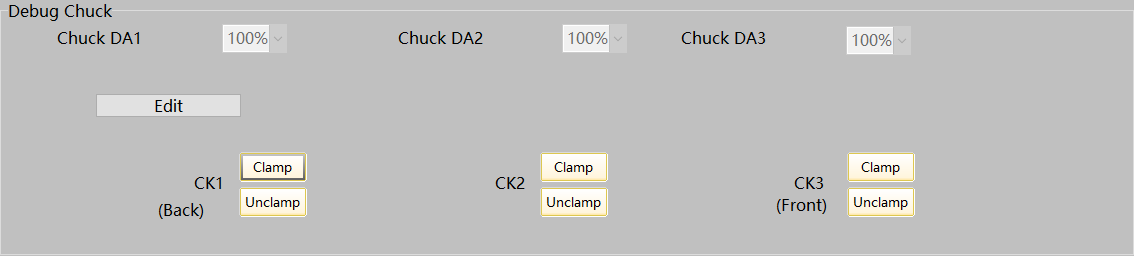 Debug Chuck
Chuck DA1 100% Chuck DA2 100% Chuck DA3 100%
Edit
Clamp Clamp Clamp
CK1 CK2 CK3
Unclamp Unclamp Unclamp
(Back) (Front)